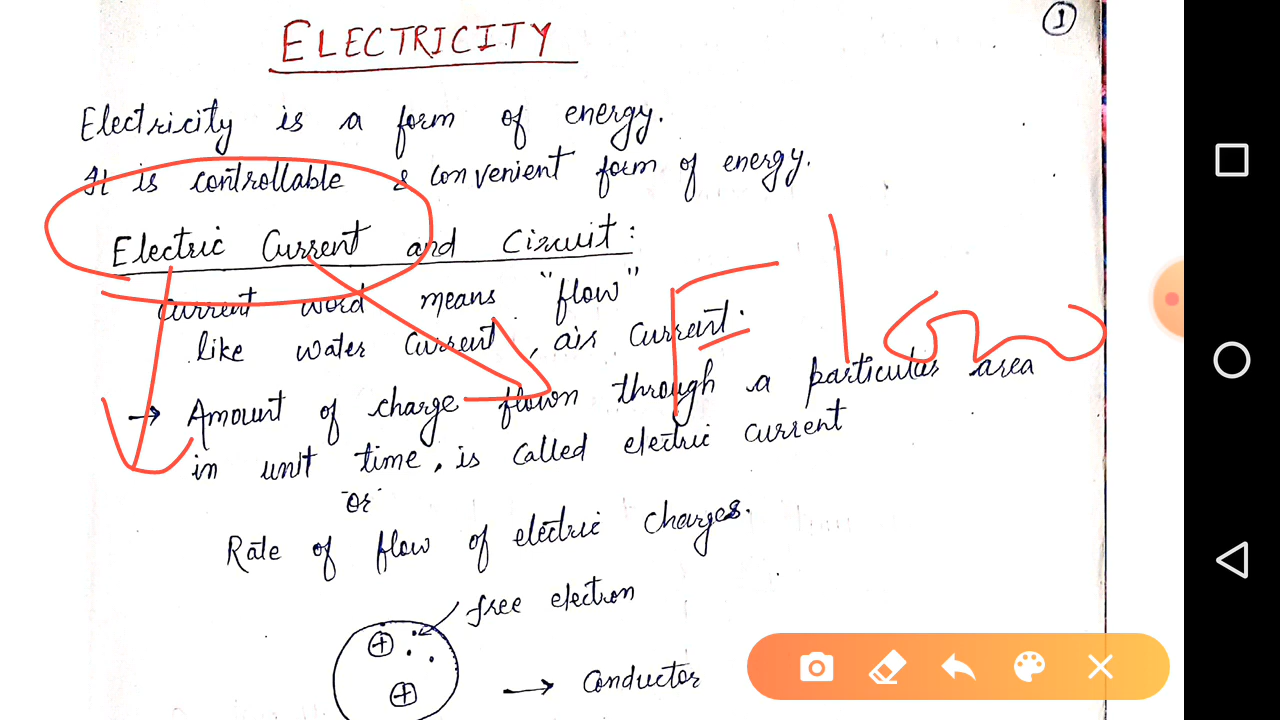 ELECTRICITY
1
Electricity is a form of energy.
It is controllable & convenient form of energy.
Electric Current and Circuit:
Current word means "flow"
like water current, air current.
Flow
→ Amount of charge flown through a particular area
in unit time, is called electric current
"or"
Rate of flow of electric charges.
free electron
+
+
→ Conductor